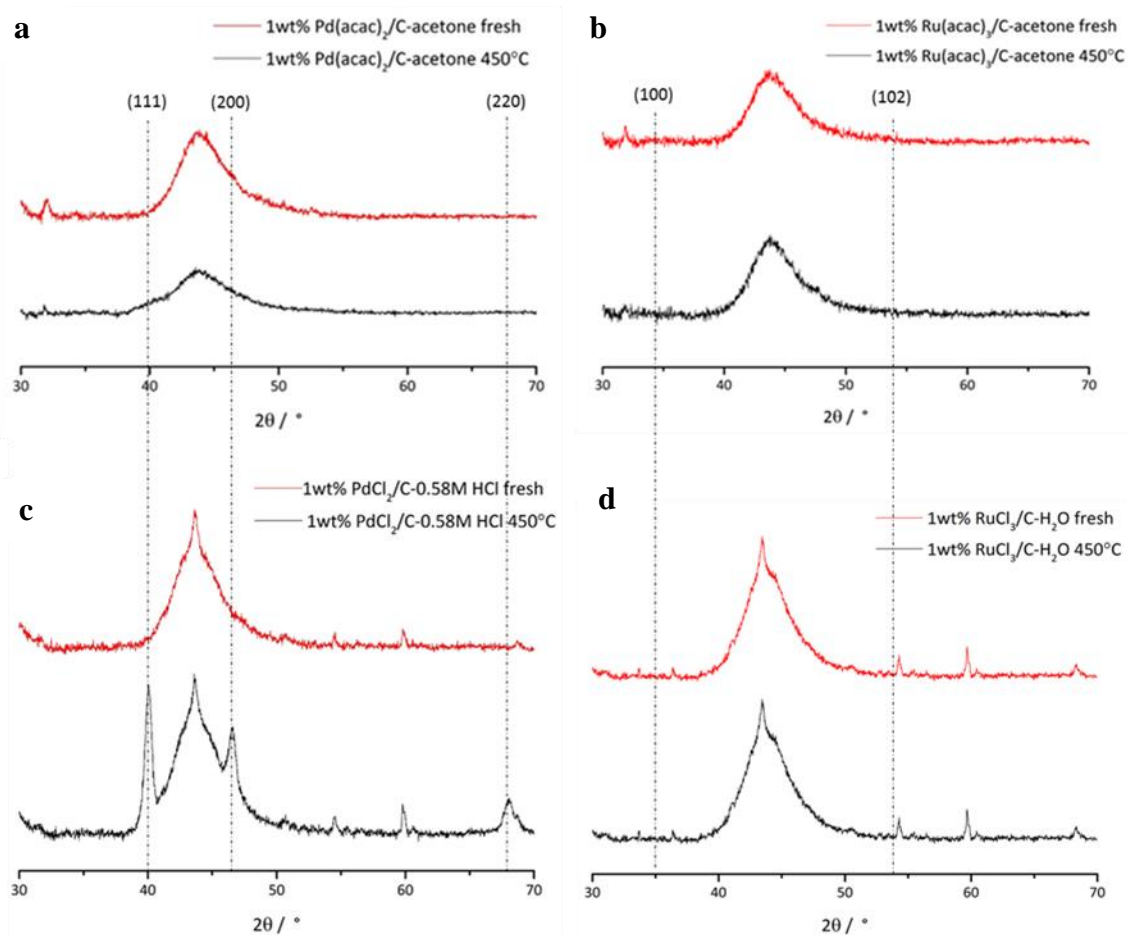 a
1wt% Pd(acac)₂/C-acetone fresh
1wt% Pd(acac)₂/C-acetone 450°C
(111)
(200)
(220)
30
40
50
60
70
2θ / °
b
1wt% Ru(acac)₃/C-acetone fresh
1wt% Ru(acac)₃/C-acetone 450°C
(100)
(102)
30
40
50
60
70
2θ / °
c
1wt% PdCl₂/C-0.58M HCl fresh
1wt% PdCl₂/C-0.58M HCl 450°C
30
40
50
60
70
2θ / °
d
1wt% RuCl₃/C-H₂O fresh
1wt% RuCl₃/C-H₂O 450°C
30
40
50
60
70
2θ / °